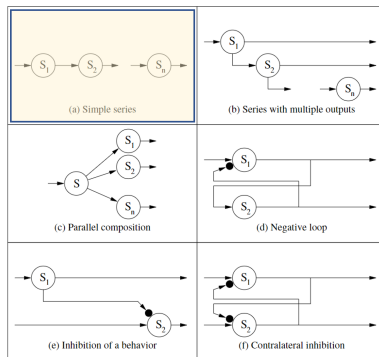 S1 S2 Sn
(a) Simple series
S1
S2
Sn
(b) Series with multiple outputs
S1
S S2
Sn
(c) Parallel composition
S1
S2
(d) Negative loop
S1
S2
(e) Inhibition of a behavior
S1
S2
(f) Contralateral inhibition